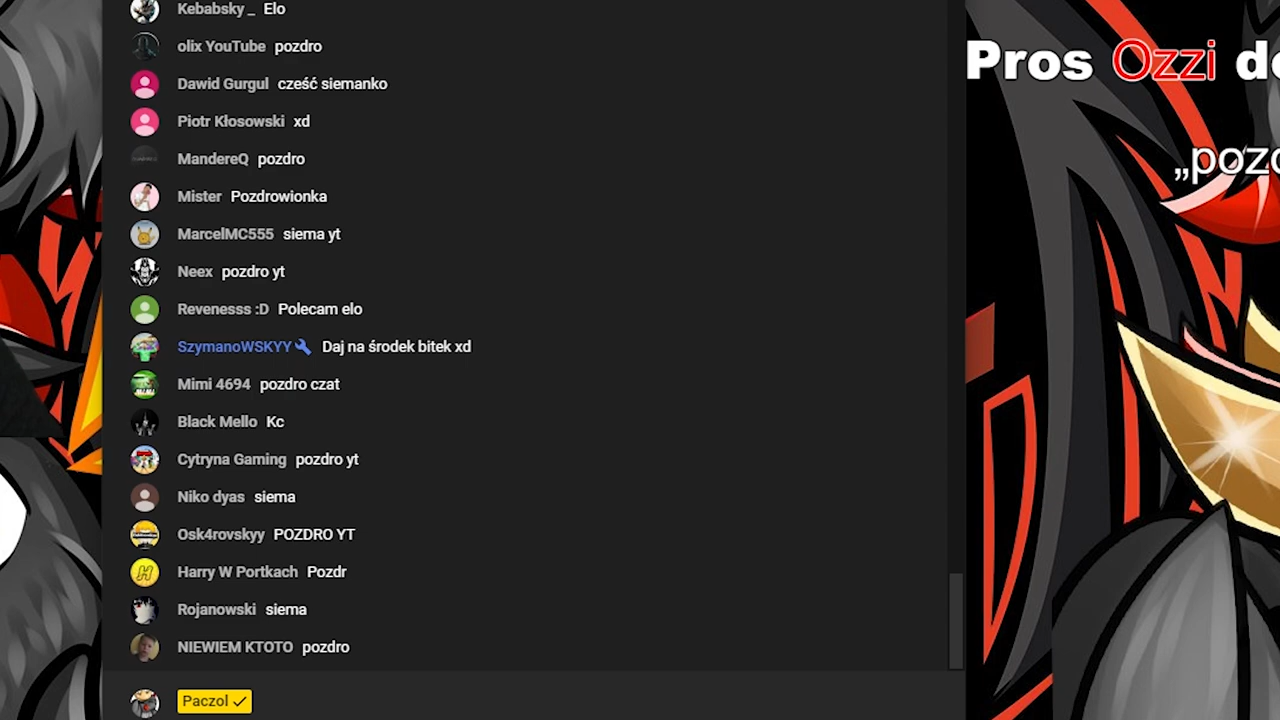 Kebabsky_ Elo
olix YouTube pozdro
Dawid Gurgul cześć siemanko
Piotr Kłosowski xd
MandereQ pozdro
Mister Pozdrowionka
MarcelMC555 siema yt
Neex pozdro yt
Revenesss :D Polecam elo
SzymanoWSKYY Daj na środek bitek xd
Mimi 4694 pozdro czat
Black Mello Kc
Cytryna Gaming pozdro yt
Niko dyas siema
Osk4rovskyy POZDRO YT
Harry W Portkach Pozdr
Rojanowski siema
NIEWIEM KTOTO pozdro
Paczol
Pros Ozzi